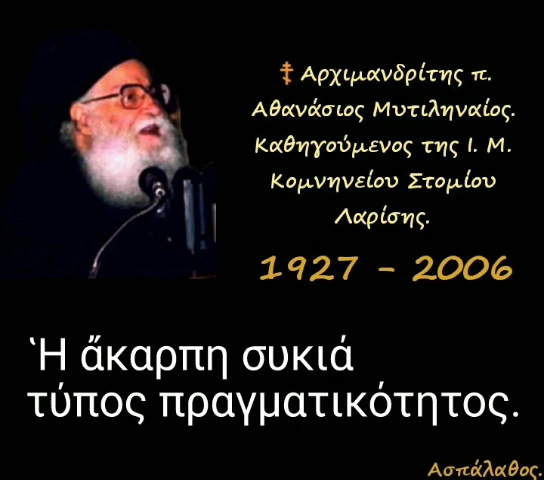 ‡ Αρχιμανδρίτης π.
Αθανάσιος Μυτιληναίος.
Καθηγούμενος της Ι. Μ.
Κομνηνείου Στομίου
Λαρίσης.
1927 - 2006
Ἡ ἄκαρπη συκιά
τύπος πραγματικότητος.
Ασπάλαθος.